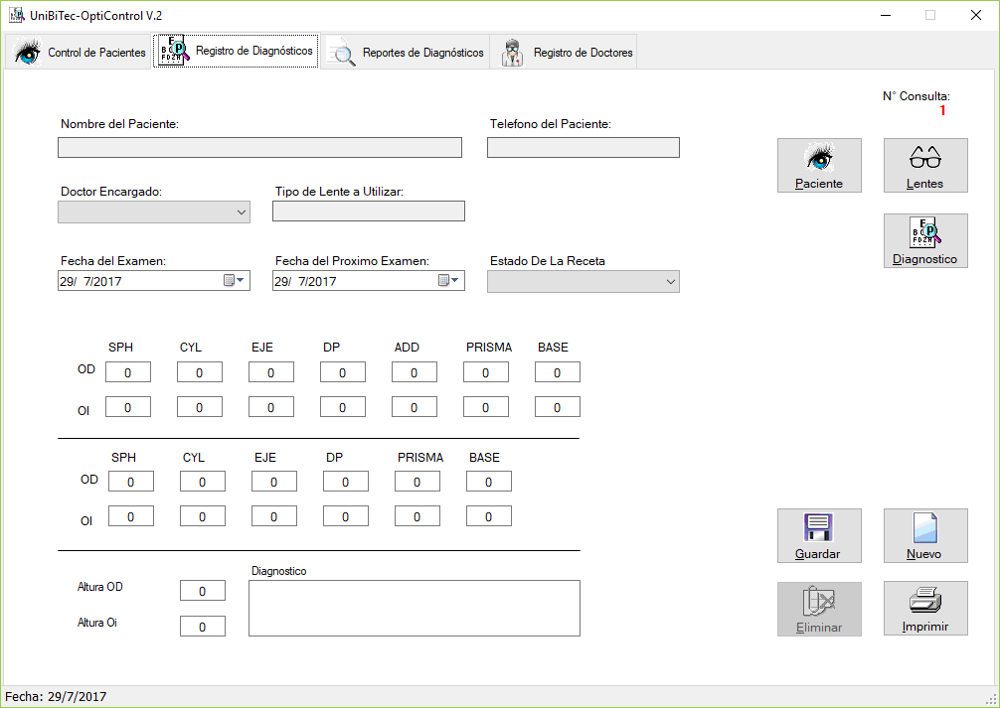 UniBiTec-OptiControl V.2
Control de Pacientes
Registro de Diagnósticos
Reportes de Diagnósticos
Registro de Doctores
N° Consulta:
1
Nombre del Paciente:
Telefono del Paciente:
Paciente
Lentes
Doctor Encargado:
Tipo de Lente a Utilizar:
Diagnostico
Fecha del Examen:
Fecha del Proximo Examen:
Estado De La Receta
29/ 7/2017
29/ 7/2017
SPH CYL EJE DP ADD PRISMA BASE
OD 0 0 0 0 0 0 0
OI 0 0 0 0 0 0 0
SPH CYL EJE DP PRISMA BASE
OD 0 0 0 0 0 0
OI 0 0 0 0 0 0
Guardar
Nuevo
Altura OD 0
Diagnostico
Altura Oi 0
Eliminar
Imprimir
Fecha: 29/7/2017